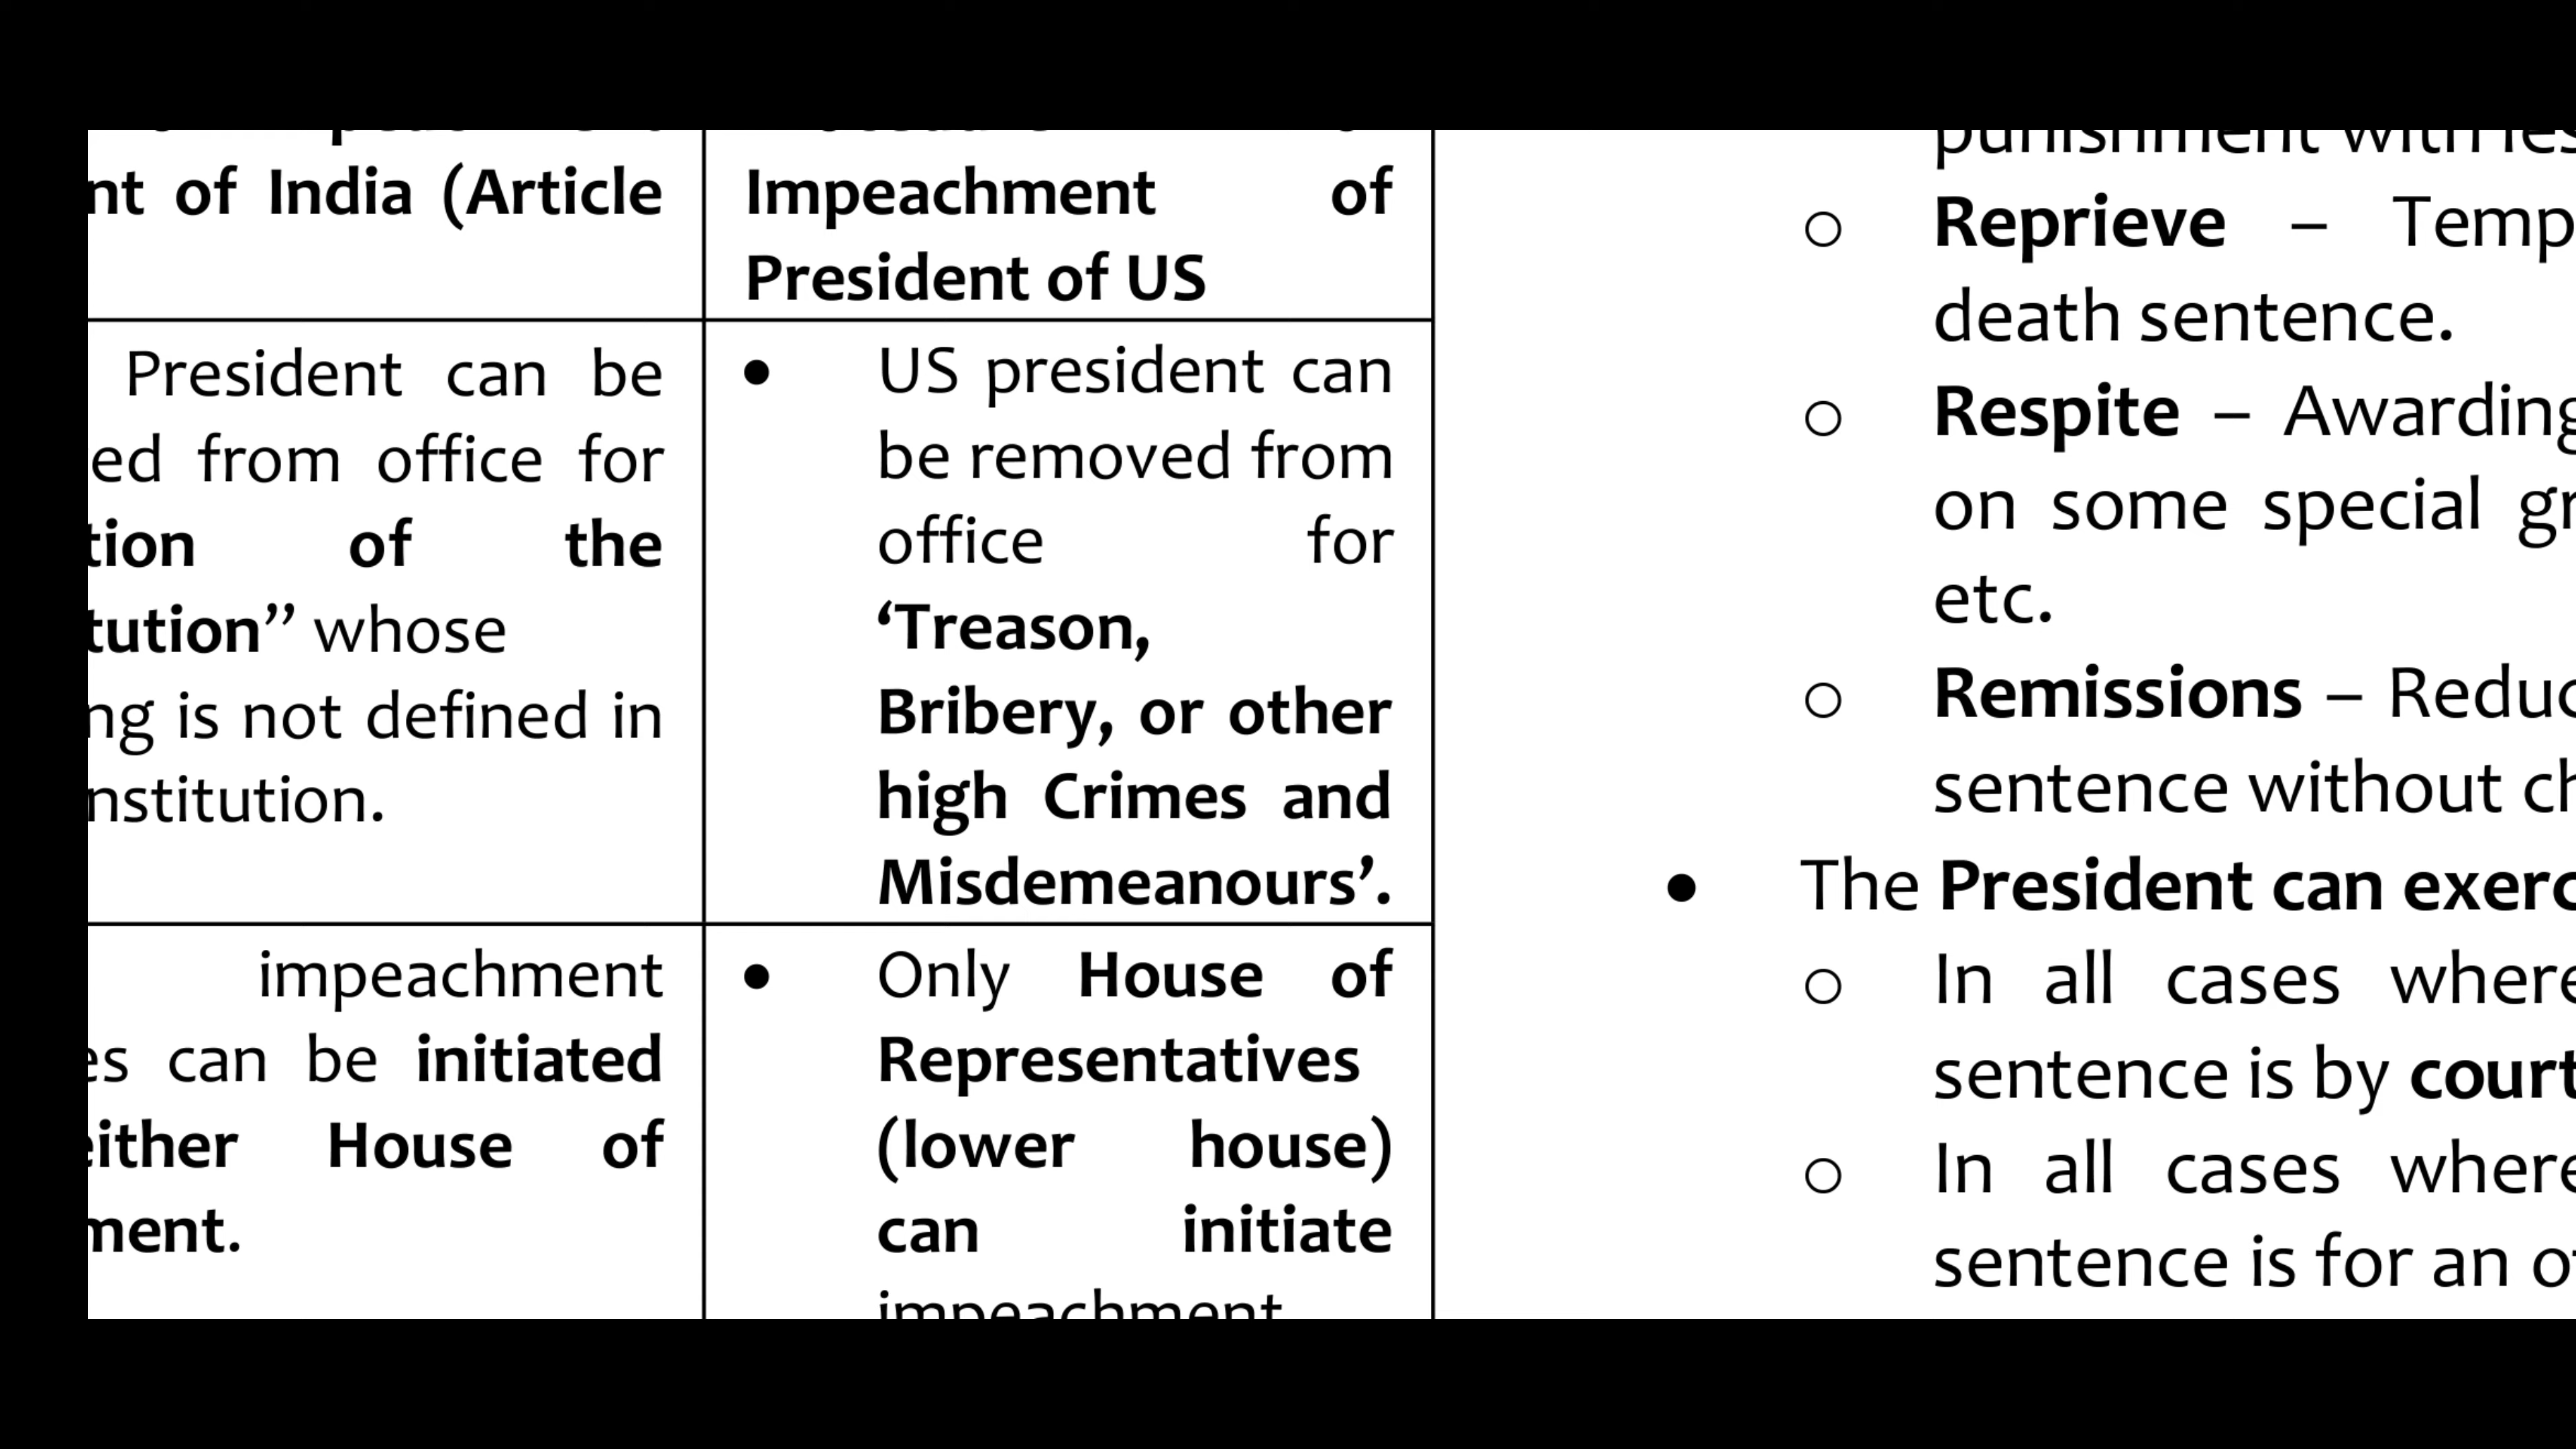 nt of India (Article
President can be
ed from office for
tion of the
tution” whose
ng is not defined in
nstitution.
impeachment
es can be initiated
either House of
ment.
Impeachment of
President of US
• US president can
be removed from
office for
‘Treason,
Bribery, or other
high Crimes and
Misdemeanours’.
• Only House of
Representatives
(lower house)
can initiate
impeachment
punishment with les
○ Reprieve – Temp
death sentence.
○ Respite – Awarding
on some special gr
etc.
○ Remissions – Reduc
sentence without ch
• The President can exerc
○ In all cases where
sentence is by court
○ In all cases where
sentence is for an of